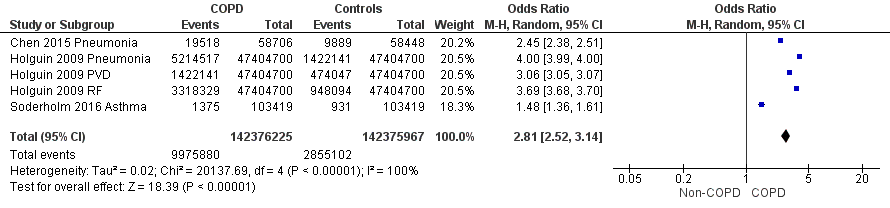 COPD Controls Odds Ratio Odds Ratio
Study or Subgroup Events Total Events Total Weight M-H, Random, 95% CI M-H, Random, 95% CI
Chen 2015 Pneumonia 19518 58706 9889 58448 20.2% 2.45 [2.38, 2.51]
Holguin 2009 Pneumonia 5214517 47404700 1422141 47404700 20.5% 4.00 [3.99, 4.00]
Holguin 2009 PVD 1422141 47404700 474047 47404700 20.5% 3.06 [3.05, 3.07]
Holguin 2009 RF 3318329 47404700 948094 47404700 20.5% 3.69 [3.68, 3.70]
Soderholm 2016 Asthma 1375 103419 931 103419 18.3% 1.48 [1.36, 1.61]
Total (95% CI) 142376225 142375967 100.0% 2.81 [2.52, 3.14]
Total events 9975880 2855102
Heterogeneity: Tau² = 0.02; Chi² = 20137.69, df = 4 (P < 0.00001); I² = 100%
Test for overall effect: Z = 18.39 (P < 0.00001)
0.05 0.2 1 5 20
Non-COPD COPD